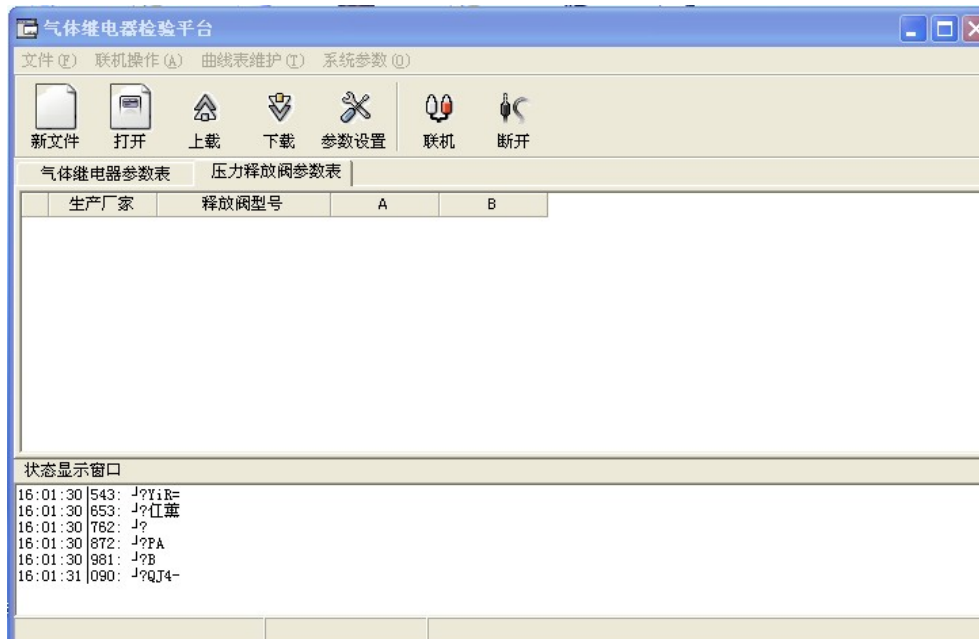 气体继电器检验平台
文件(F) 联机操作(A) 曲线表维护(T) 系统参数(O)
新文件 打开 上载 下载 参数设置 联机 断开
气体继电器参数表 压力释放阀参数表
生产厂家 释放阀型号 A B
状态显示窗口
16:01:30|543: ┘?YiR=
16:01:30|653: ┘?仜薰
16:01:30|762: ┘?
16:01:30|872: ┘?PA
16:01:30|981: ┘?B
16:01:31|090: ┘?QJ4-